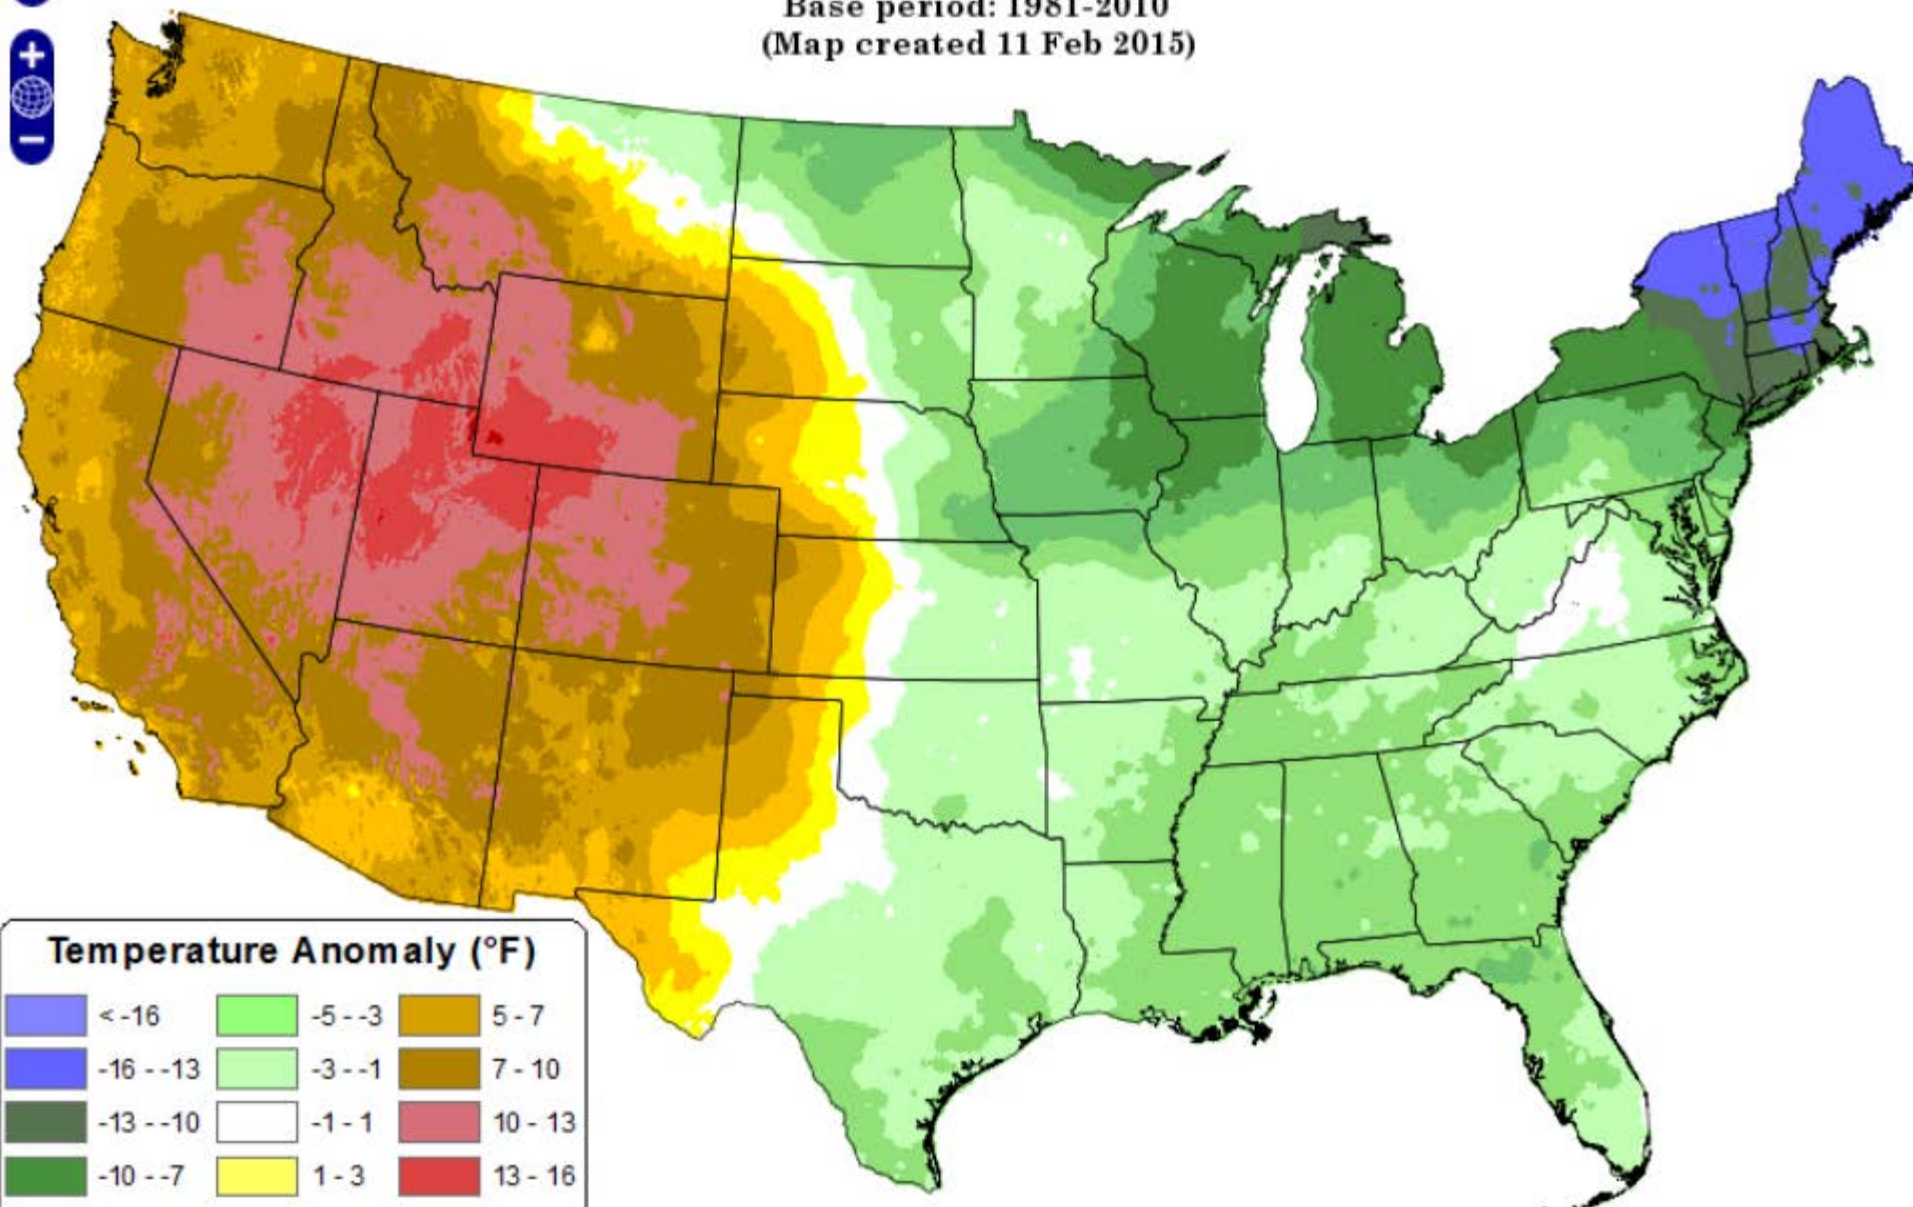 Base period: 1981-2010
(Map created 11 Feb 2015)
Temperature Anomaly (°F)
< -16
-5 - -3
5 - 7
-16 - -13
-3 - -1
7 - 10
-13 - -10
-1 - 1
10 - 13
-10 - -7
1 - 3
13 - 16